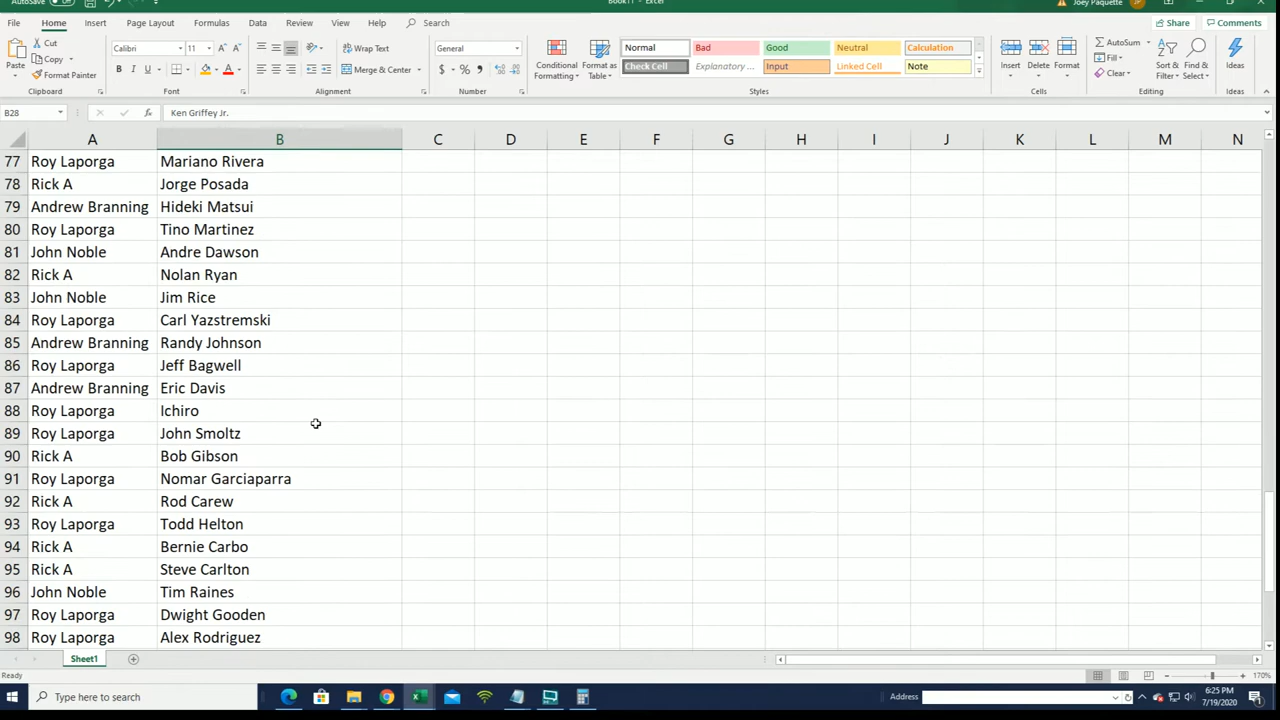 AutoSave Off Book11 - Excel Joey Paquette JP
File Home Insert Page Layout Formulas Data Review View Help Search Share Comments
Paste Cut Copy Format Painter Clipboard
Calibri 11 B I U Font
Wrap Text Merge & Center Alignment
General $ % Number
Conditional Formatting Format as Table
Normal Bad Good Neutral Calculation
Check Cell Explanatory ... Input Linked Cell Note
Styles
Insert Delete Format Cells
AutoSum Fill Clear Sort & Filter Find & Select Editing
Ideas Ideas
B28 fx Ken Griffey Jr.
A B C D E F G H I J K L M N
77 Roy Laporga Mariano Rivera
78 Rick A Jorge Posada
79 Andrew Branning Hideki Matsui
80 Roy Laporga Tino Martinez
81 John Noble Andre Dawson
82 Rick A Nolan Ryan
83 John Noble Jim Rice
84 Roy Laporga Carl Yazstremski
85 Andrew Branning Randy Johnson
86 Roy Laporga Jeff Bagwell
87 Andrew Branning Eric Davis
88 Roy Laporga Ichiro
89 Roy Laporga John Smoltz
90 Rick A Bob Gibson
91 Roy Laporga Nomar Garciaparra
92 Rick A Rod Carew
93 Roy Laporga Todd Helton
94 Rick A Bernie Carbo
95 Rick A Steve Carlton
96 John Noble Tim Raines
97 Roy Laporga Dwight Gooden
98 Roy Laporga Alex Rodriguez
Sheet1
Ready 170%
Type here to search Address 6:25 PM
7/19/2020